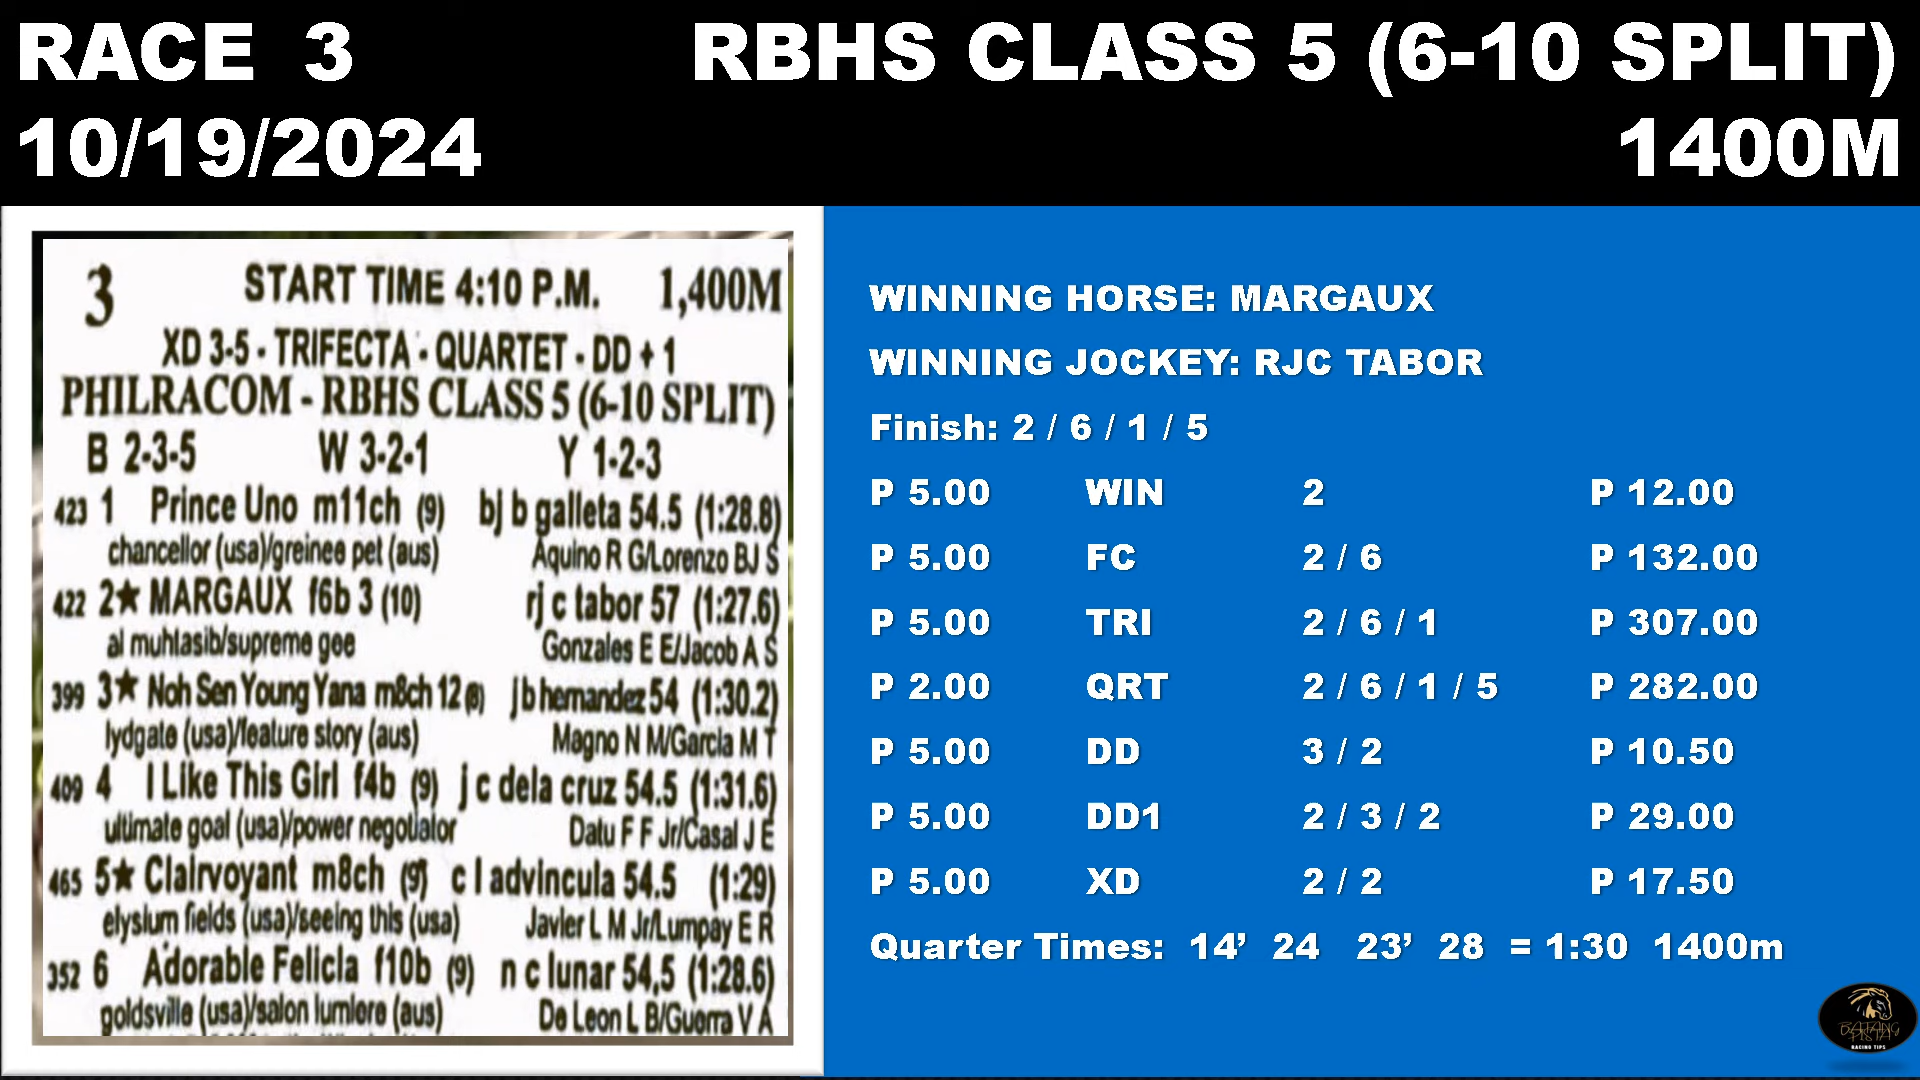 RACE 3
RBHS CLASS 5 (6-10 SPLIT)
10/19/2024
1400M
3 START TIME 4:10 P.M. 1,400M
XD 3-5 - TRIFECTA - QUARTET - DD + 1
PHILRACOM - RBHS CLASS 5 (6-10 SPLIT)
B 2-3-5 W 3-2-1 Y 1-2-3
423 1 Prince Uno m11ch (9) bj b galleta 54.5 (1:28.8)
chancellor (usa)/greinee pet (aus) Aquino R G/Lorenzo BJ S
422 2★ MARGAUX f6b 3 (10) rj c tabor 57 (1:27.6)
al muhtasib/supreme gee Gonzales E E/Jacob A S
399 3★ Noh Sen Young Yana m8ch 12 (8) j b hernandez 54 (1:30.2)
lydgate (usa)/feature story (aus) Magno N M/Garcia M T
409 4 I Like This Girl f4b (9) j c dela cruz 54.5 (1:31.6)
ultimate goal (usa)/power negotiator Datu F F Jr/Casal J E
465 5★ Clairvoyant m8ch (9) c l advincula 54.5 (1:29)
elysium fields (usa)/seeing this (usa) Javier L M Jr/Lumpay E R
352 6 Adorable Felicia f10b (9) n c lunar 54,5 (1:28.6)
goldsville (usa)/salon lumiere (aus) De Leon L B/Guerra V A
WINNING HORSE: MARGAUX
WINNING JOCKEY: RJC TABOR
Finish: 2 / 6 / 1 / 5
P 5.00 WIN 2 P 12.00
P 5.00 FC 2 / 6 P 132.00
P 5.00 TRI 2 / 6 / 1 P 307.00
P 2.00 QRT 2 / 6 / 1 / 5 P 282.00
P 5.00 DD 3 / 2 P 10.50
P 5.00 DD1 2 / 3 / 2 P 29.00
P 5.00 XD 2 / 2 P 17.50
Quarter Times: 14’ 24 23’ 28 = 1:30 1400m
BATANG
PISTA
RACING TIPS